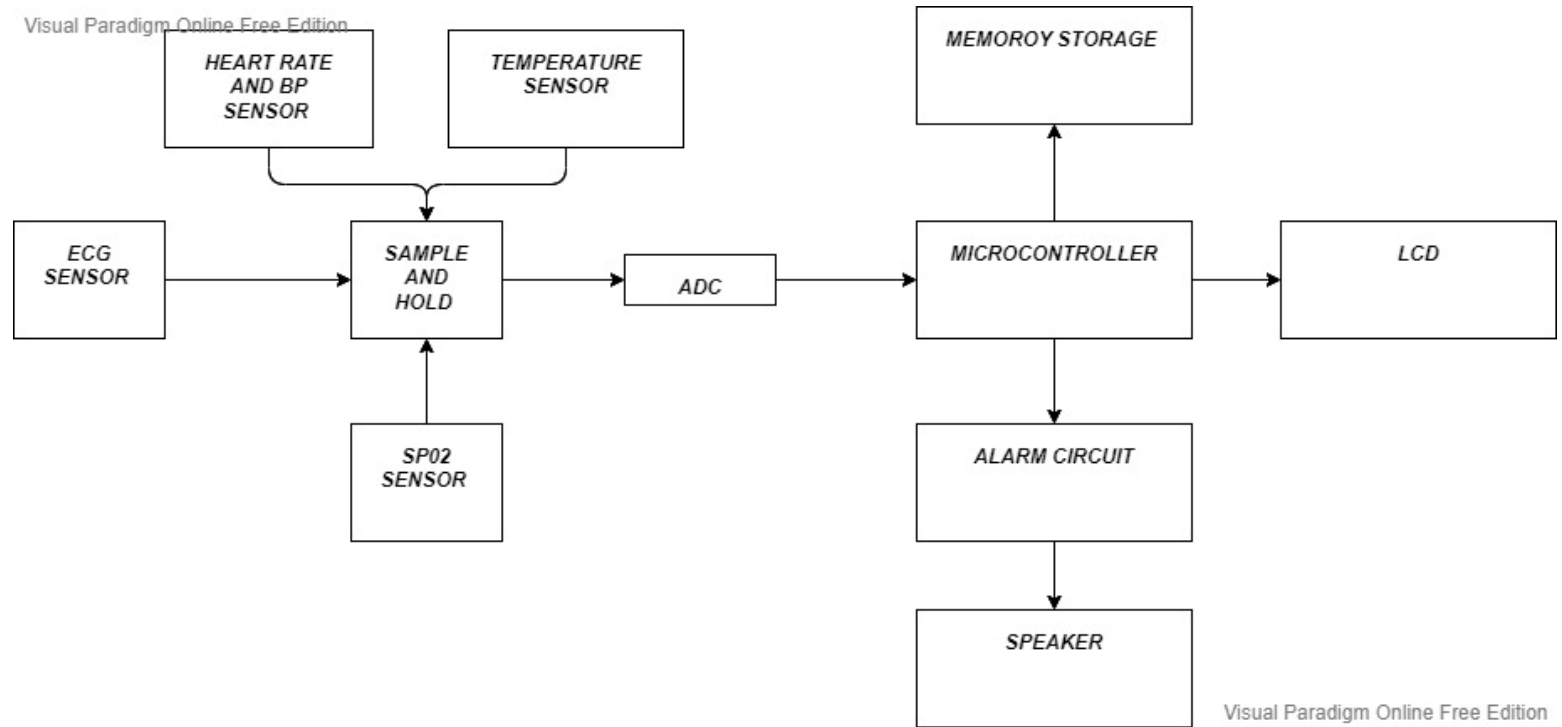 Visual Paradigm Online Free Edition
HEART RATE
AND BP
SENSOR
TEMPERATURE
SENSOR
MEMOROY STORAGE
ECG
SENSOR
SAMPLE
AND
HOLD
ADC
MICROCONTROLLER
LCD
SP02
SENSOR
ALARM CIRCUIT
SPEAKER
Visual Paradigm Online Free Edition